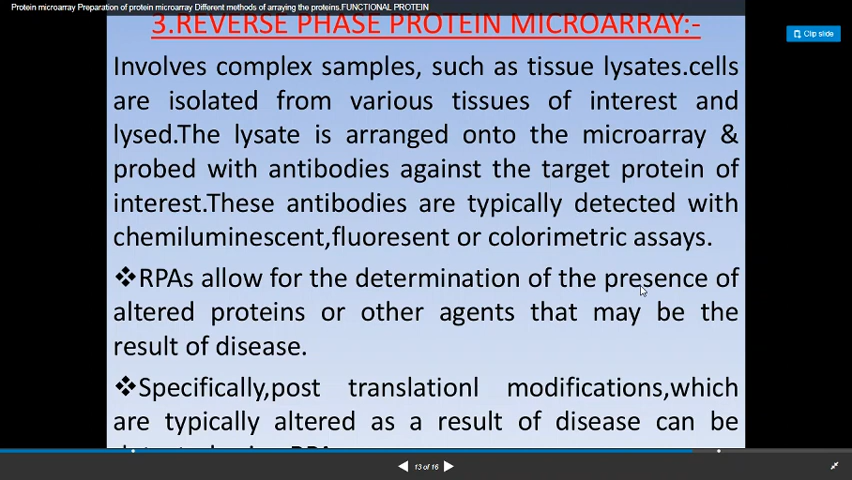 Protein microarray Preparation of protein microarray Different methods of arraying the proteins.FUNCTIONAL PROTEIN
3.REVERSE PHASE PROTEIN MICROARRAY:-
Clip slide
Involves complex samples, such as tissue lysates.cells
are isolated from various tissues of interest and
lysed.The lysate is arranged onto the microarray &
probed with antibodies against the target protein of
interest.These antibodies are typically detected with
chemiluminescent,fluoresent or colorimetric assays.
❖RPAs allow for the determination of the presence of
altered proteins or other agents that may be the
result of disease.
❖Specifically,post translationl modifications,which
are typically altered as a result of disease can be
13 of 16